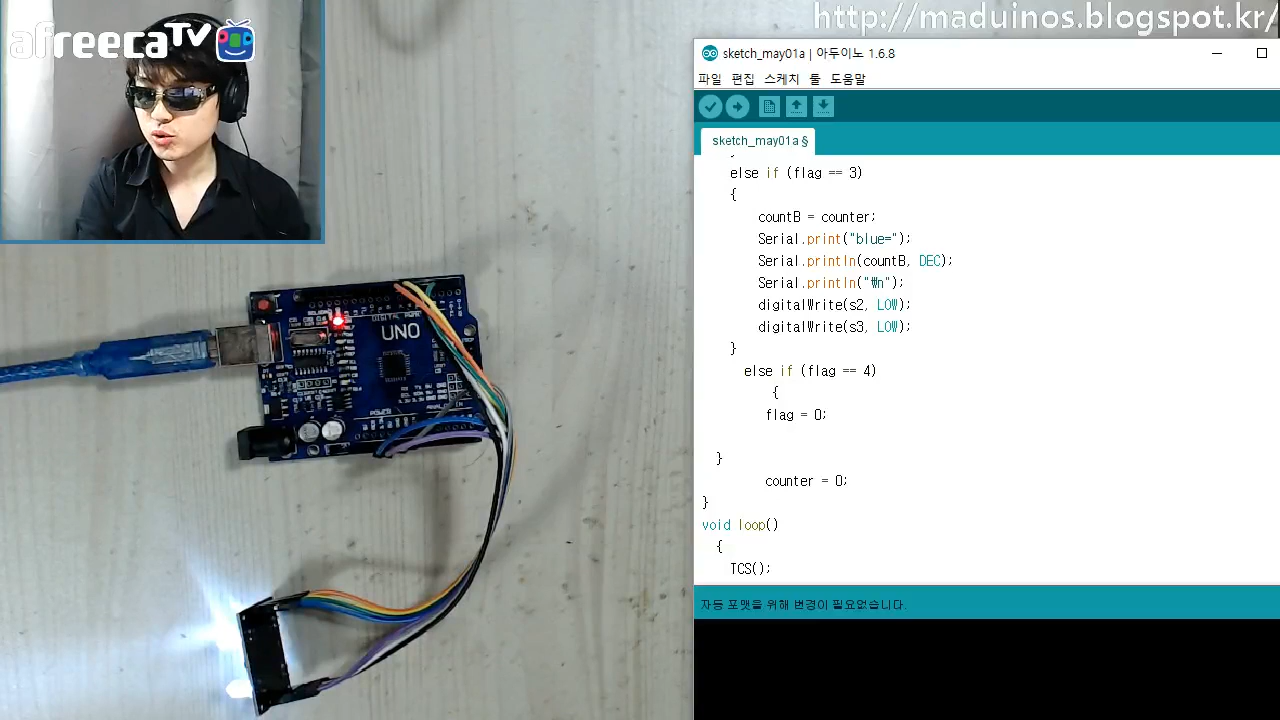 afreecaTV
http://maduinos.blogspot.kr/
sketch_may01a | 아두이노 1.6.8
파일 편집 스케치 툴 도움말
sketch_may01a §
}
else if (flag == 3)
{
countB = counter;
Serial.print("blue=");
Serial.println(countB, DEC);
Serial.println("₩n");
digitalWrite(s2, LOW);
digitalWrite(s3, LOW);
}
else if (flag == 4)
{
flag = 0;
}
counter = 0;
}
void loop()
{
TCS();
자동 포맷을 위해 변경이 필요없습니다.
DIGITAL
UNO
POWER